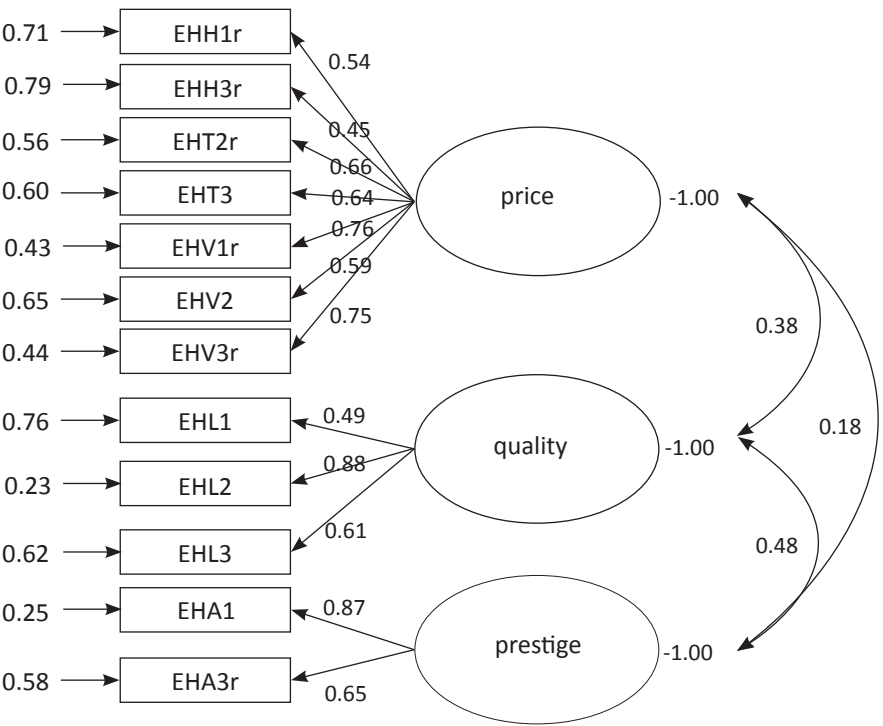 0.71 EHH1r
0.54
0.79 EHH3r
0.45
0.56 EHT2r
0.66
0.60 EHT3
0.64
price -1.00
0.76
0.43 EHV1r
0.59
0.65 EHV2
0.75
0.44 EHV3r
0.38
0.76 EHL1
0.49
0.18
quality -1.00
0.88
0.23 EHL2
0.61
0.62 EHL3
0.48
0.25 EHA1
0.87
prestige -1.00
0.58 EHA3r
0.65